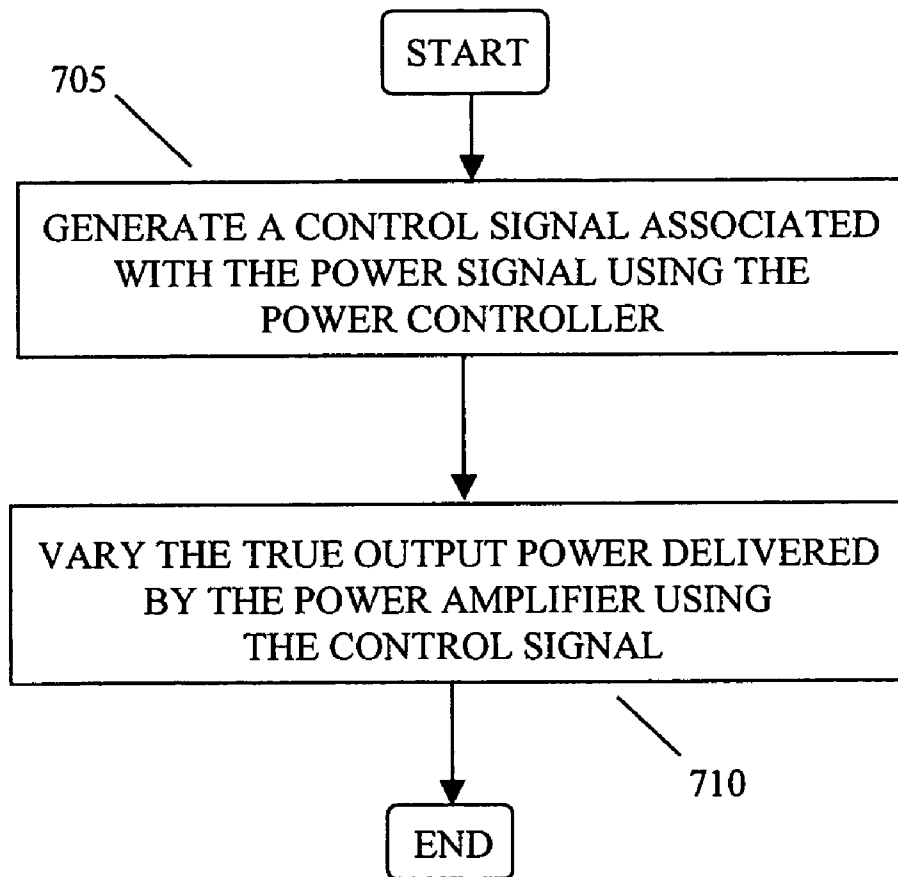 START
705
GENERATE A CONTROL SIGNAL ASSOCIATED
WITH THE POWER SIGNAL USING THE
POWER CONTROLLER
VARY THE TRUE OUTPUT POWER DELIVERED
BY THE POWER AMPLIFIER USING
THE CONTROL SIGNAL
710
END